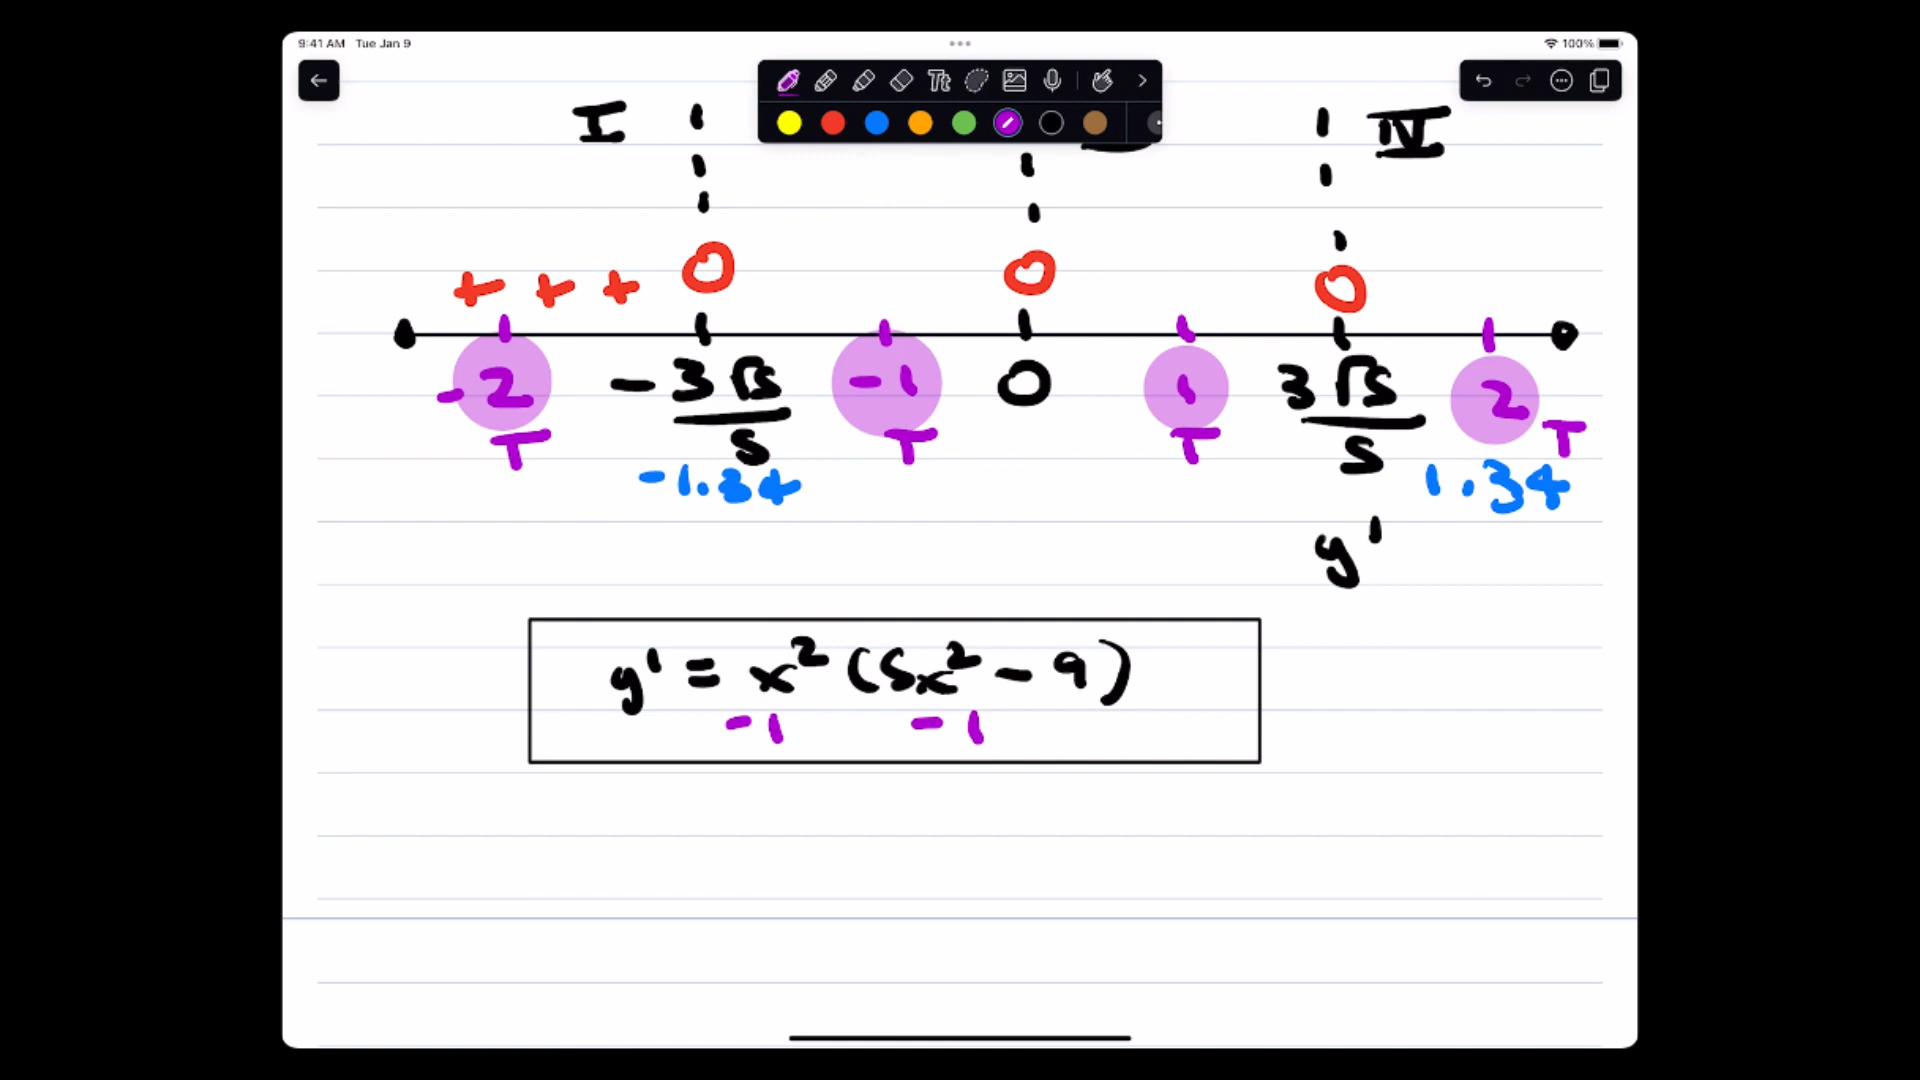 9:41 AM Tue Jan 9
100%
Tt
I
IV
+ + + 0 0 0
-2 -3√5/5 -1 0 1 3√5/5 2
T T T T
-1.34 1.34
y'
y' = x² (5x² - 9)
-1 -1